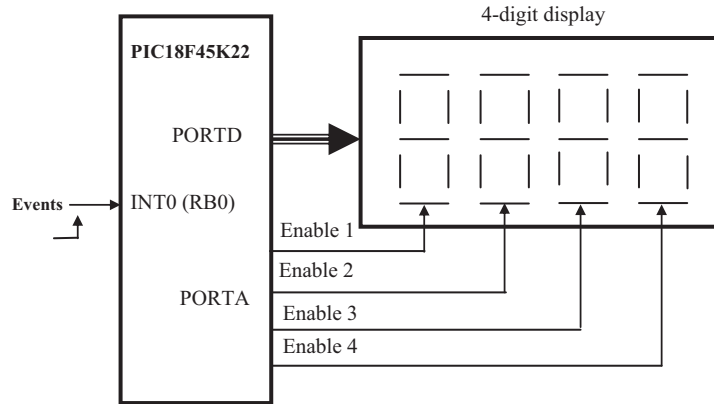 4-digit display
PIC18F45K22
PORTD
Events
INT0 (RB0)
Enable 1
Enable 2
PORTA
Enable 3
Enable 4